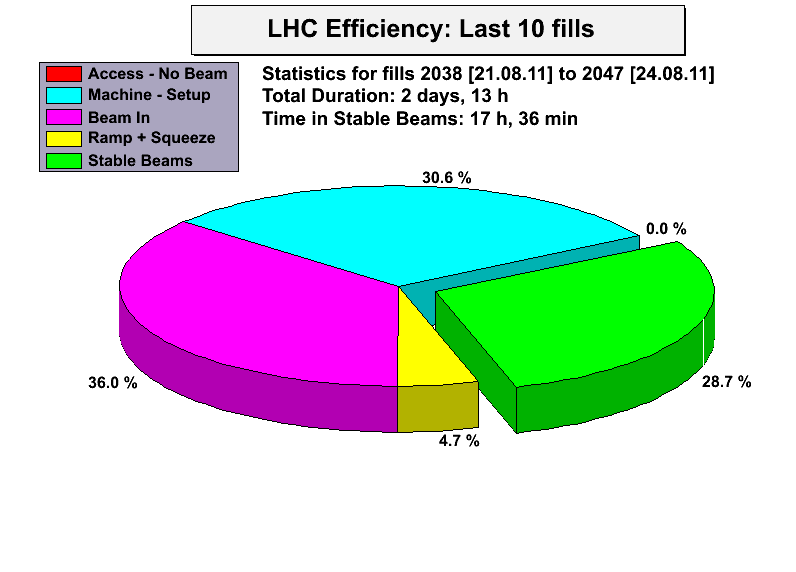 LHC Efficiency: Last 10 fills
Access - No Beam
Machine - Setup
Beam In
Ramp + Squeeze
Stable Beams
Statistics for fills 2038 [21.08.11] to 2047 [24.08.11]
Total Duration: 2 days, 13 h
Time in Stable Beams: 17 h, 36 min
30.6 %
0.0 %
36.0 %
28.7 %
4.7 %